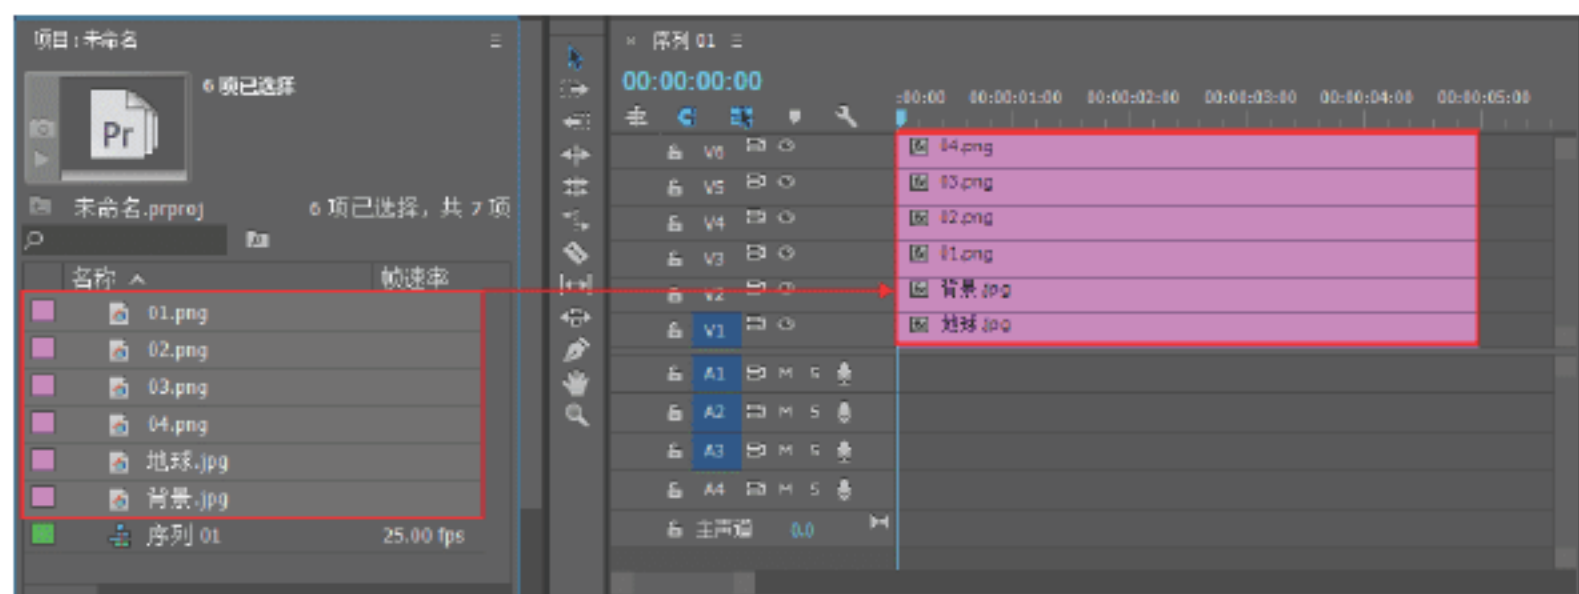 项目:未命名
6 项已选择
Pr
未命名.prproj 6 项已选择, 共 7 项
名称 帧速率
01.png
02.png
03.png
04.png
地球.jpg
背景.jpg
序列 01 25.00 fps
× 序列 01
00:00:00:00
:00:00 00:00:01:00 00:00:02:00 00:00:03:00 00:00:04:00 00:00:05:00
V6 04.png
V5 03.png
V4 02.png
V3 01.png
V2 背景.jpg
V1 地球.jpg
A1 M S
A2 M S
A3 M S
A4 M S
主声道 0.0